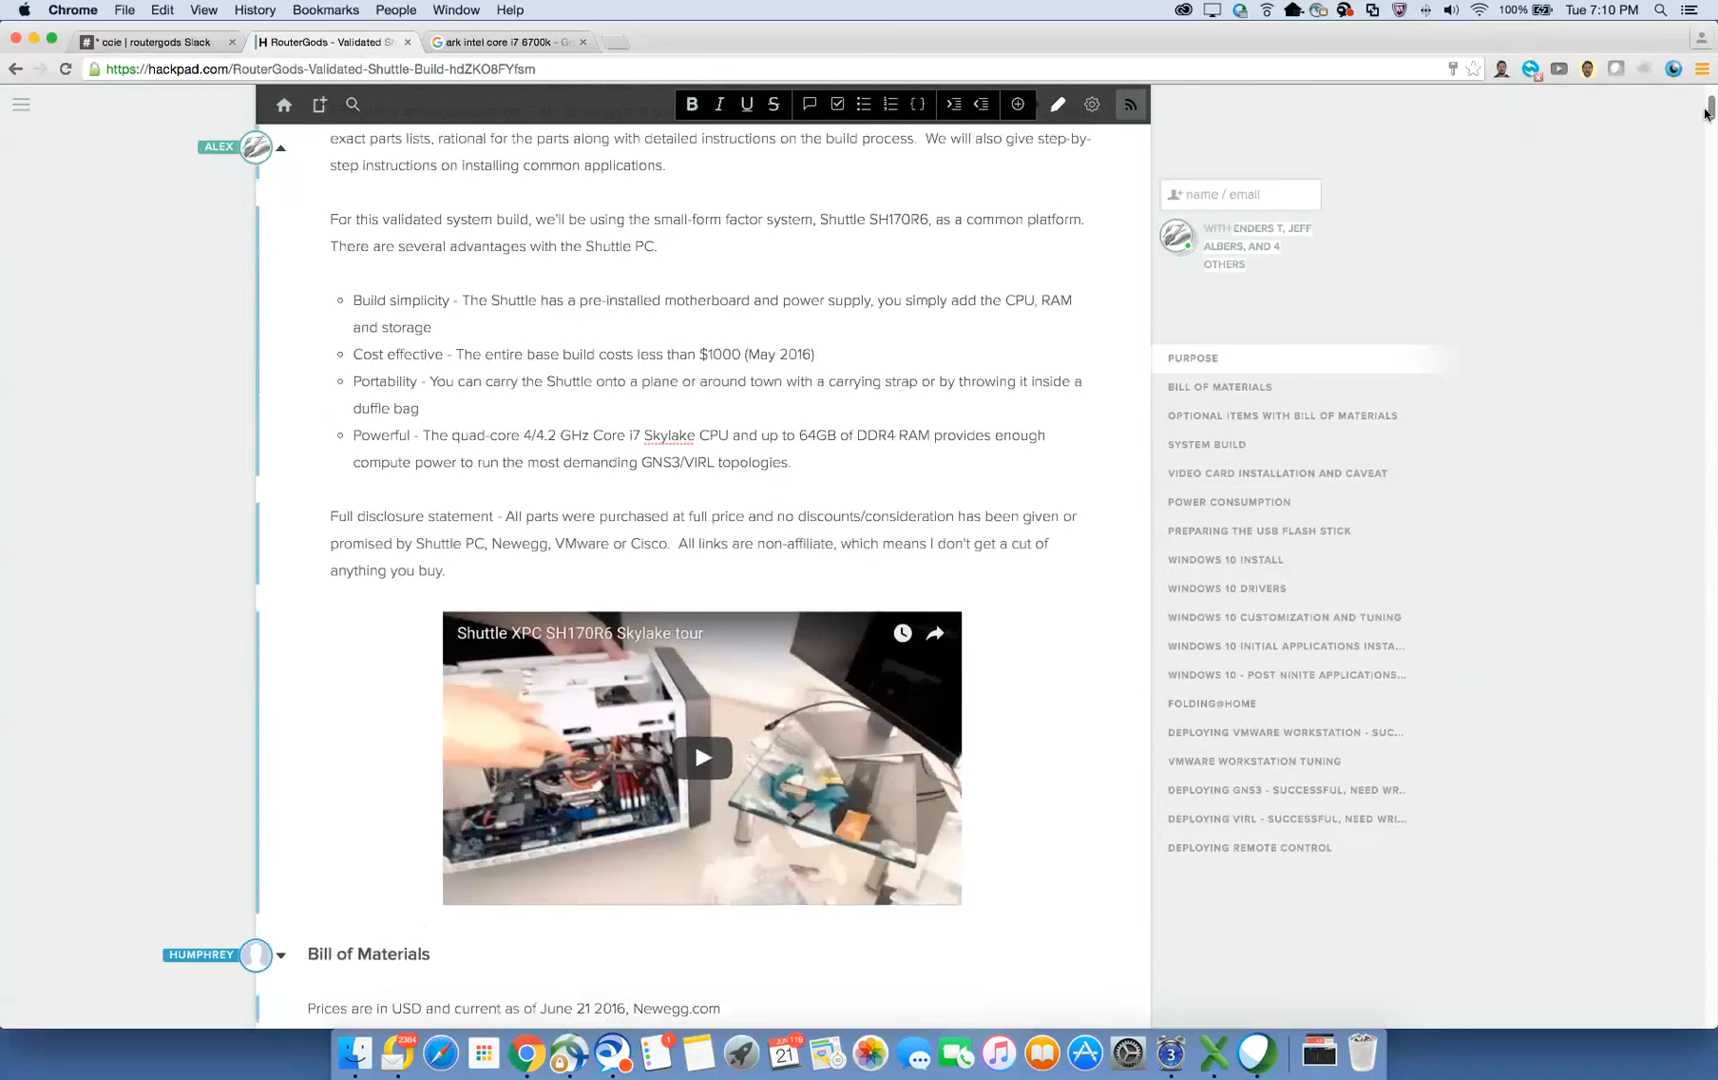 Chrome File Edit View History Bookmarks People Window Help 100% Tue 7:10 PM
* ccie | routergods Slack
H RouterGods - Validated Sh
ark intel core i7 6700k - Go
https://hackpad.com/RouterGods-Validated-Shuttle-Build-hdZKO8FYfsm
B I U S { }
exact parts lists, rational for the parts along with detailed instructions on the build process. We will also give step-by-
ALEX
step instructions on installing common applications.
name / email
For this validated system build, we'll be using the small-form factor system, Shuttle SH170R6, as a common platform.
There are several advantages with the Shuttle PC.
WITH ENDERS T, JEFF
ALBERS, AND 4
OTHERS
Build simplicity - The Shuttle has a pre-installed motherboard and power supply, you simply add the CPU, RAM
and storage
Cost effective - The entire base build costs less than $1000 (May 2016)
Portability - You can carry the Shuttle onto a plane or around town with a carrying strap or by throwing it inside a
duffle bag
Powerful - The quad-core 4/4.2 GHz Core i7 Skylake CPU and up to 64GB of DDR4 RAM provides enough
compute power to run the most demanding GNS3/VIRL topologies.
Full disclosure statement - All parts were purchased at full price and no discounts/consideration has been given or
promised by Shuttle PC, Newegg, VMware or Cisco. All links are non-affiliate, which means I don't get a cut of
anything you buy.
Shuttle XPC SH170R6 Skylake tour
HUMPHREY
Bill of Materials
Prices are in USD and current as of June 21 2016, Newegg.com
PURPOSE
BILL OF MATERIALS
OPTIONAL ITEMS WITH BILL OF MATERIALS
SYSTEM BUILD
VIDEO CARD INSTALLATION AND CAVEAT
POWER CONSUMPTION
PREPARING THE USB FLASH STICK
WINDOWS 10 INSTALL
WINDOWS 10 DRIVERS
WINDOWS 10 CUSTOMIZATION AND TUNING
WINDOWS 10 INITIAL APPLICATIONS INSTA...
WINDOWS 10 - POST NINITE APPLICATIONS...
FOLDING@HOME
DEPLOYING VMWARE WORKSTATION - SUC...
VMWARE WORKSTATION TUNING
DEPLOYING GNS3 - SUCCESSFUL, NEED WR...
DEPLOYING VIRL - SUCCESSFUL, NEED WRI...
DEPLOYING REMOTE CONTROL
2364
1
21
3